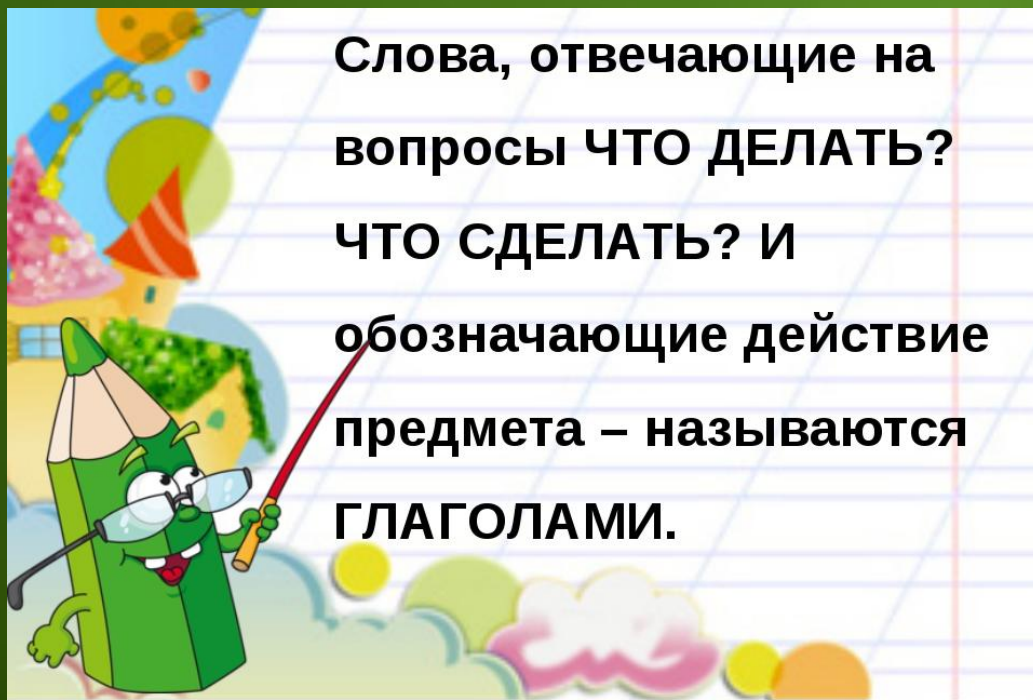 Слова, отвечающие на
вопросы ЧТО ДЕЛАТЬ?
ЧТО СДЕЛАТЬ? И
обозначающие действие
предмета – называются
ГЛАГОЛАМИ.